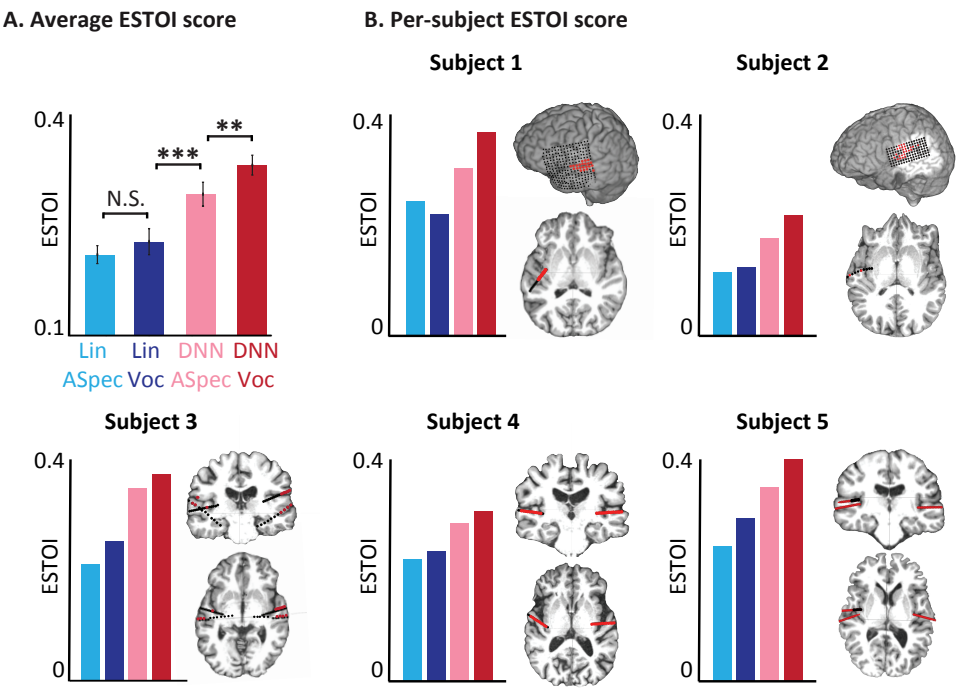 A. Average ESTOI score
B. Per-subject ESTOI score
Subject 1
Subject 2
0.4
ESTOI
0.1
N.S.
***
**
Lin Lin DNN DNN
ASpec Voc ASpec Voc
0.4
ESTOI
0
0.4
ESTOI
0
Subject 3
Subject 4
Subject 5
0.4
ESTOI
0
0.4
ESTOI
0
0.4
ESTOI
0